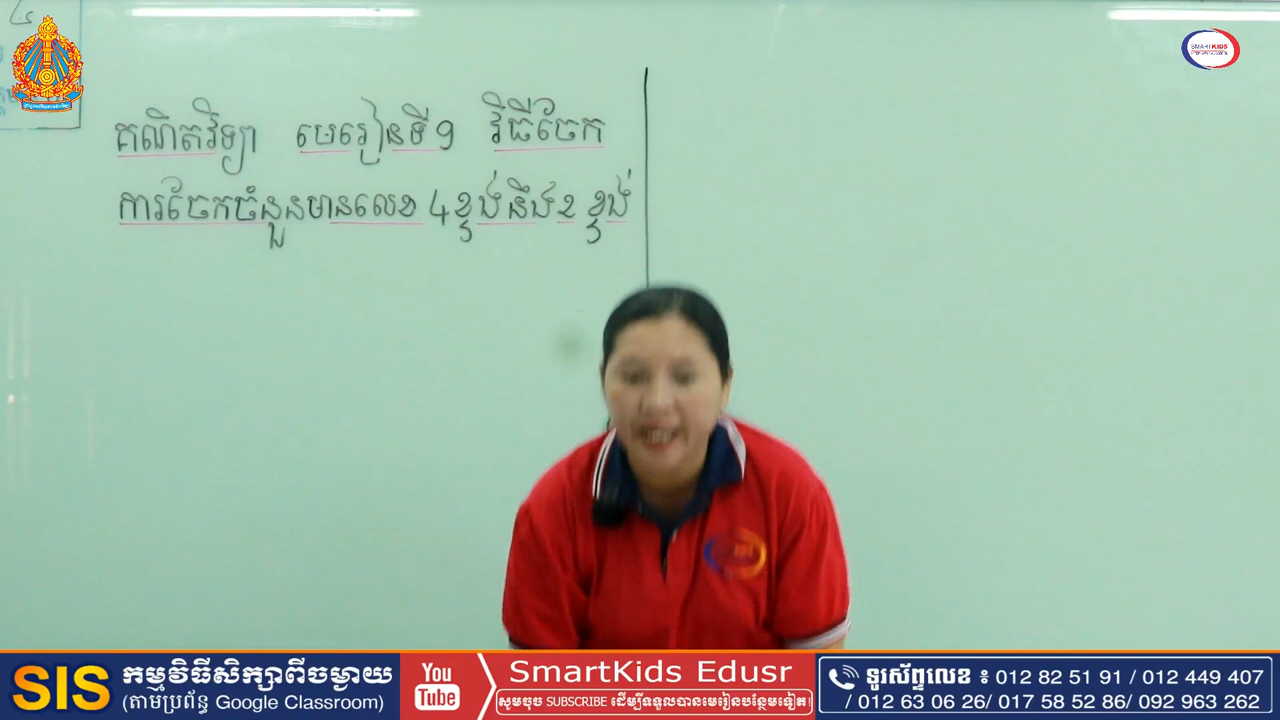 គណិតវិទ្យា មេរៀនទី 9 វិធីចែក
ការចែកចំនួនមានលេខ 4 ខ្ទង់ នឹង 2 ខ្ទង់
SMART KIDS
SIS
កម្មវិធីសិក្សាពីចម្ងាយ
(តាមប្រព័ន្ធ Google Classroom)
You
Tube
SmartKids Edusr
សូមចុច SUBSCRIBE ដើម្បីទទួលបានមេរៀនបន្ថែមទៀត!
ទូរស័ព្ទលេខ ៖ 012 82 51 91 / 012 449 407
/ 012 63 06 26/ 017 58 52 86/ 092 963 262